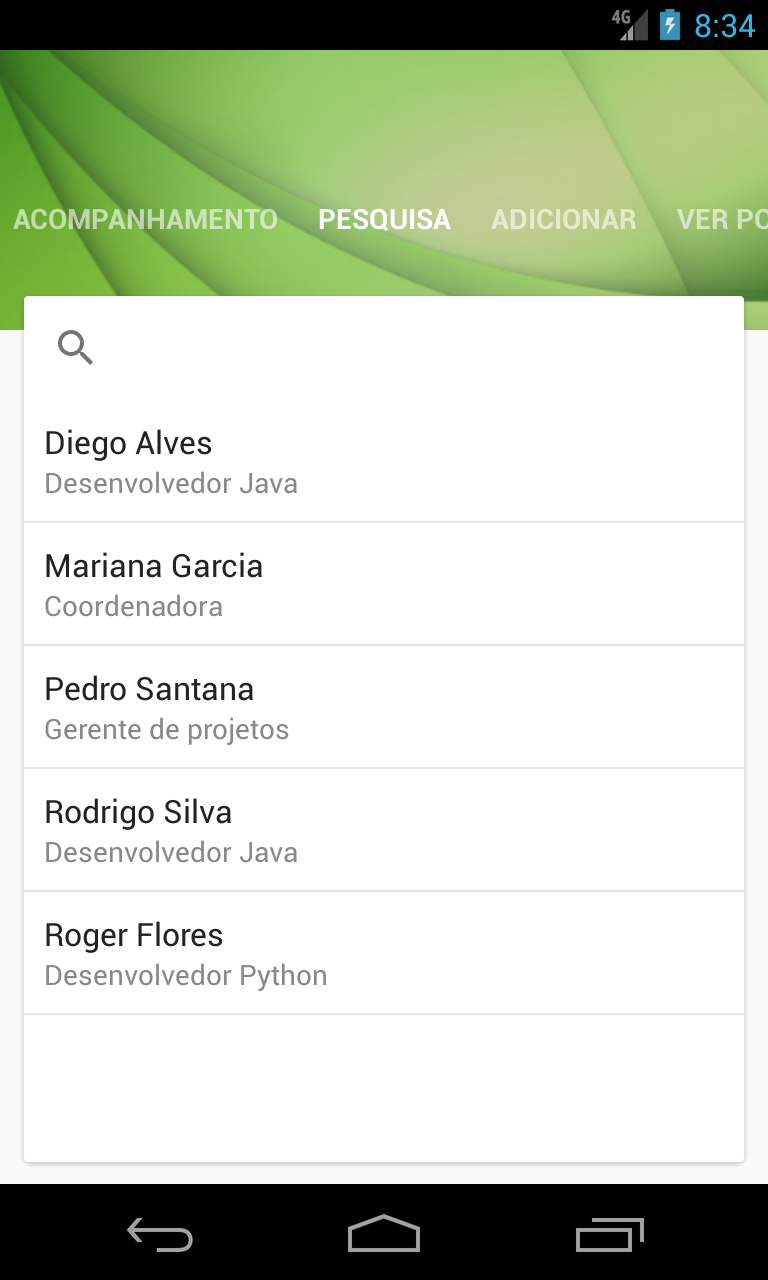 4G 8:34
ACOMPANHAMENTO PESQUISA ADICIONAR VER PO
Diego Alves
Desenvolvedor Java
Mariana Garcia
Coordenadora
Pedro Santana
Gerente de projetos
Rodrigo Silva
Desenvolvedor Java
Roger Flores
Desenvolvedor Python